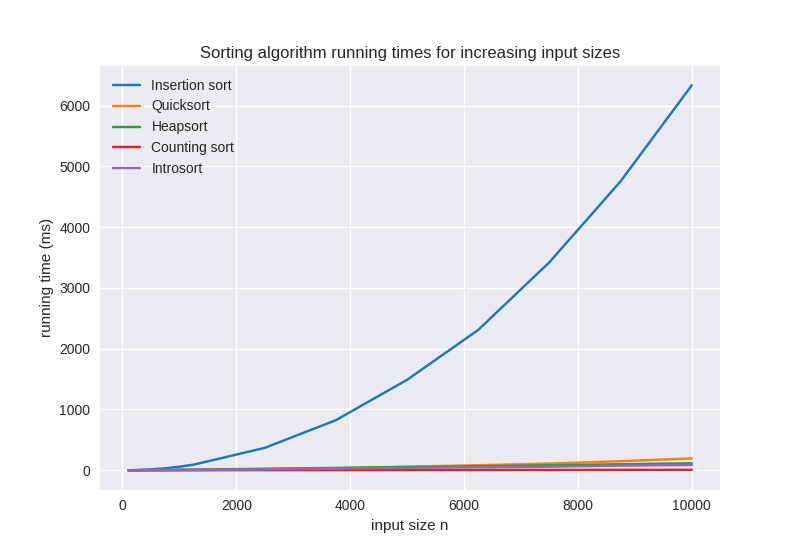 Sorting algorithm running times for increasing input sizes
Insertion sort
Quicksort
Heapsort
Counting sort
Introsort
running time (ms)
6000
5000
4000
3000
2000
1000
0
0 2000 4000 6000 8000 10000
input size n